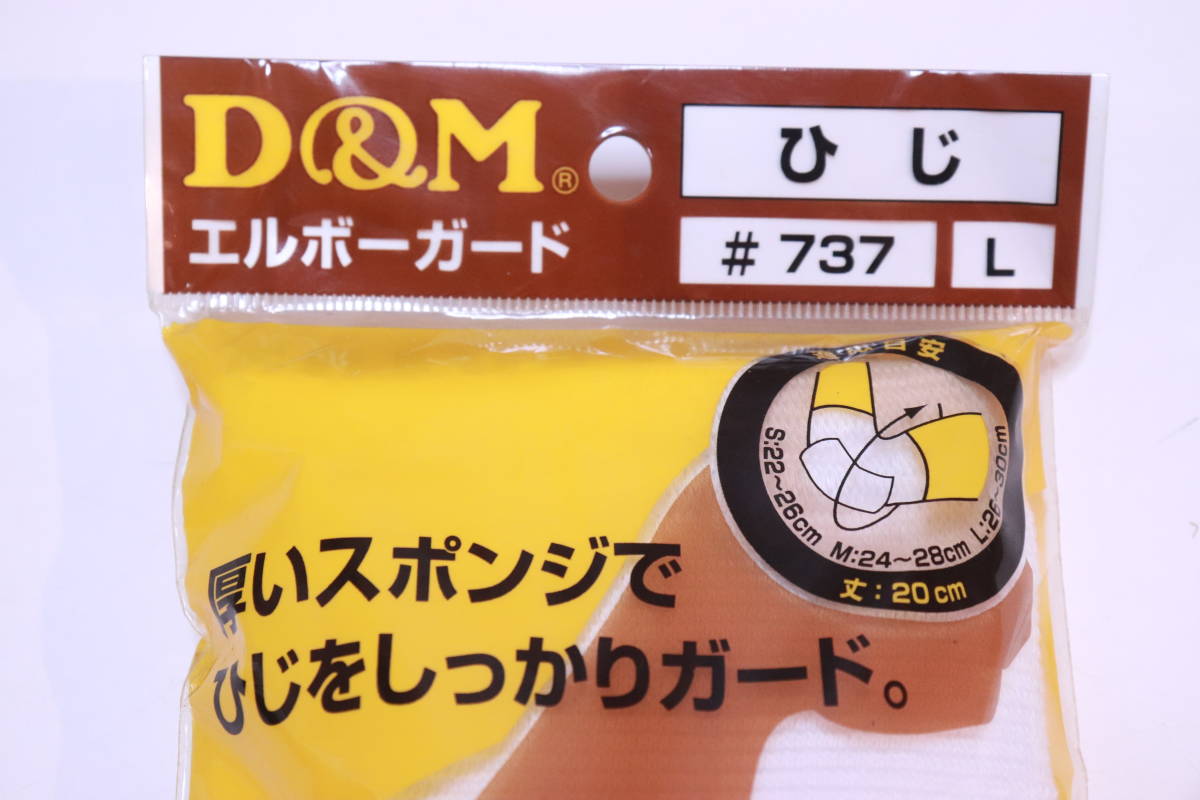 D&M®
エルボーガード
ひじ
# 737
L
S:22~26cm M:24~28cm L:26~30cm
丈:20cm
厚いスポンジで
ひじをしっかりガード。